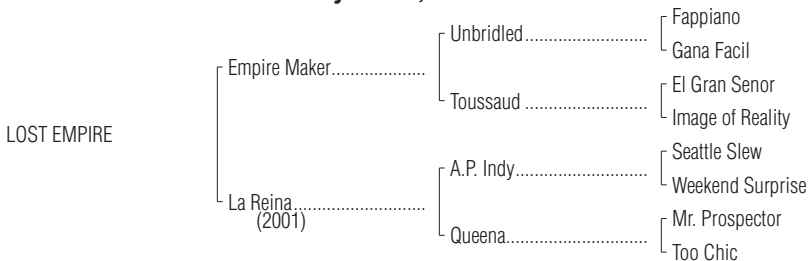 Fappiano
Unbridled..............................
Gana Facil
Empire Maker.....................
El Gran Senor
Toussaud ..............................
Image of Reality
LOST EMPIRE
Seattle Slew
A.P. Indy................................
Weekend Surprise
La Reina................................
(2001)
Mr. Prospector
Queena..................................
Too Chic